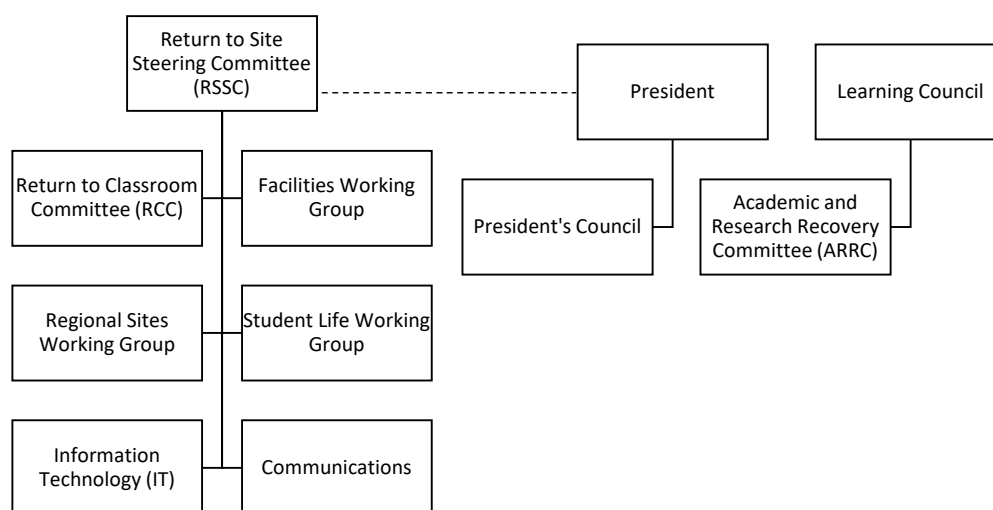 Return to Site
Steering Committee
(RSSC)
President
Learning Council
Return to Classroom
Committee (RCC)
Facilities Working
Group
President's Council
Academic and
Research Recovery
Committee (ARRC)
Regional Sites
Working Group
Student Life Working
Group
Information
Technology (IT)
Communications